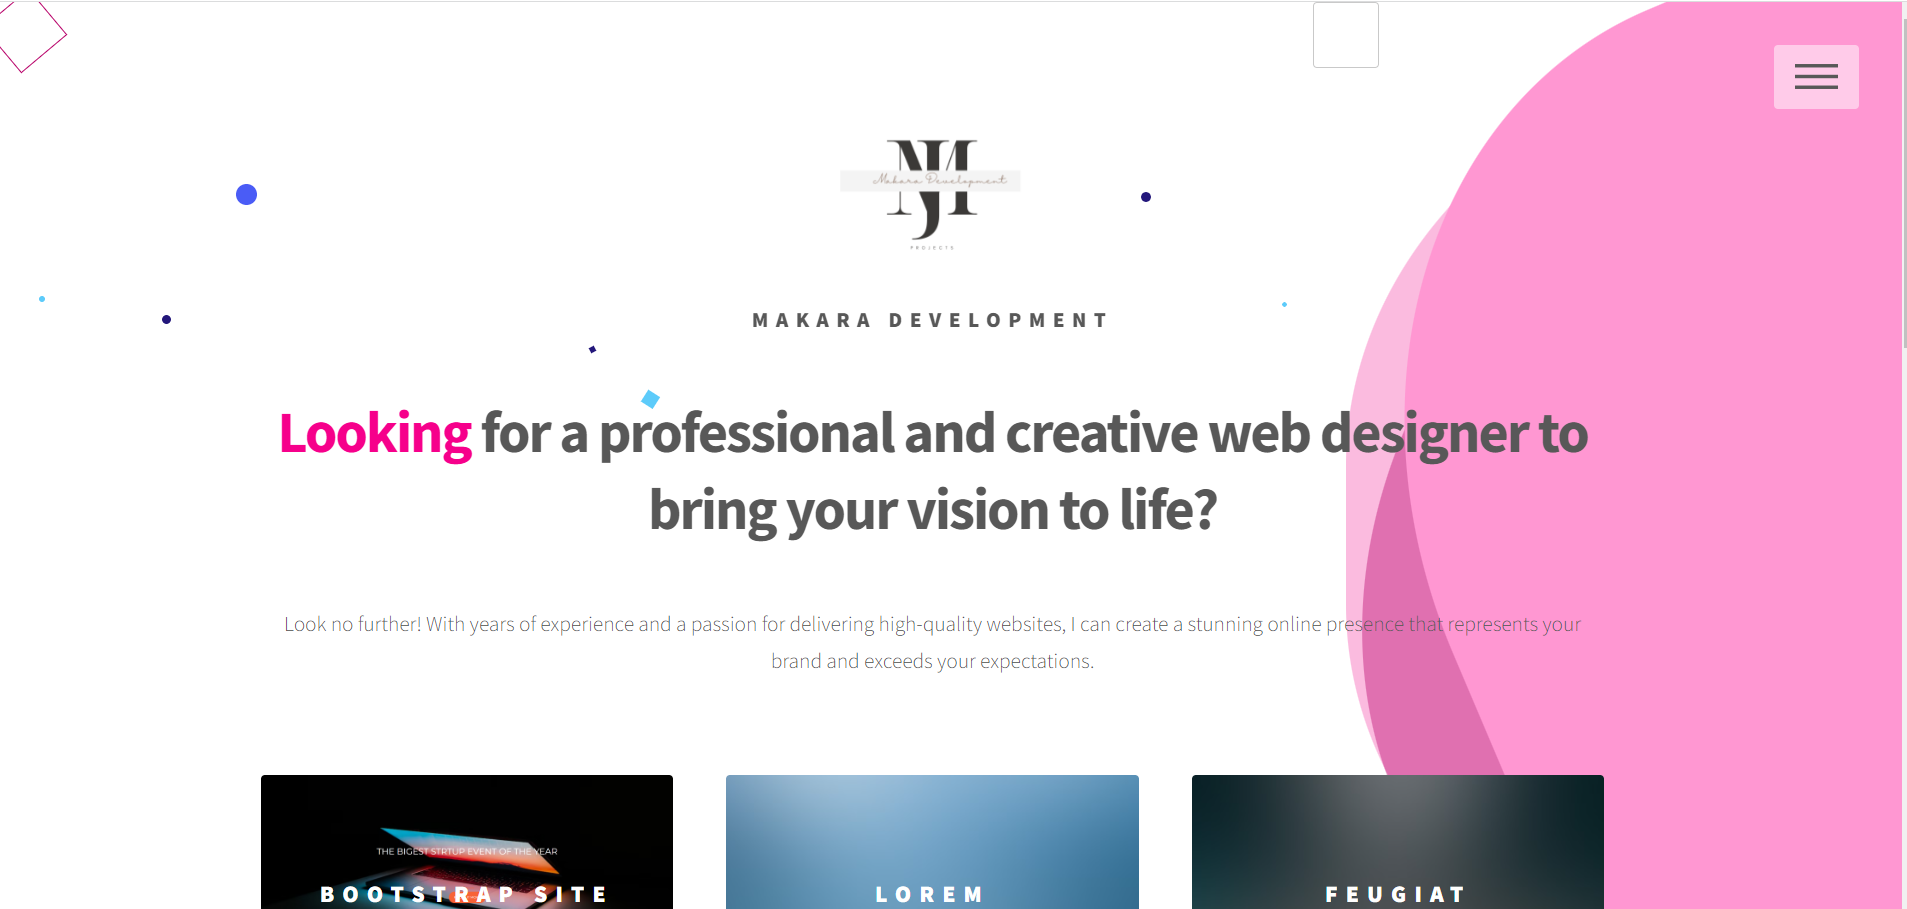 NJM
Makara Development
PROJECTS
MAKARA DEVELOPMENT
Looking for a professional and creative web designer to
bring your vision to life?
Look no further! With years of experience and a passion for delivering high-quality websites, I can create a stunning online presence that represents your
brand and exceeds your expectations.
THE BIGEST STRTUP EVENT OF THE YEAR
BOOTSTRAP SITE
LOREM
FEUGIAT